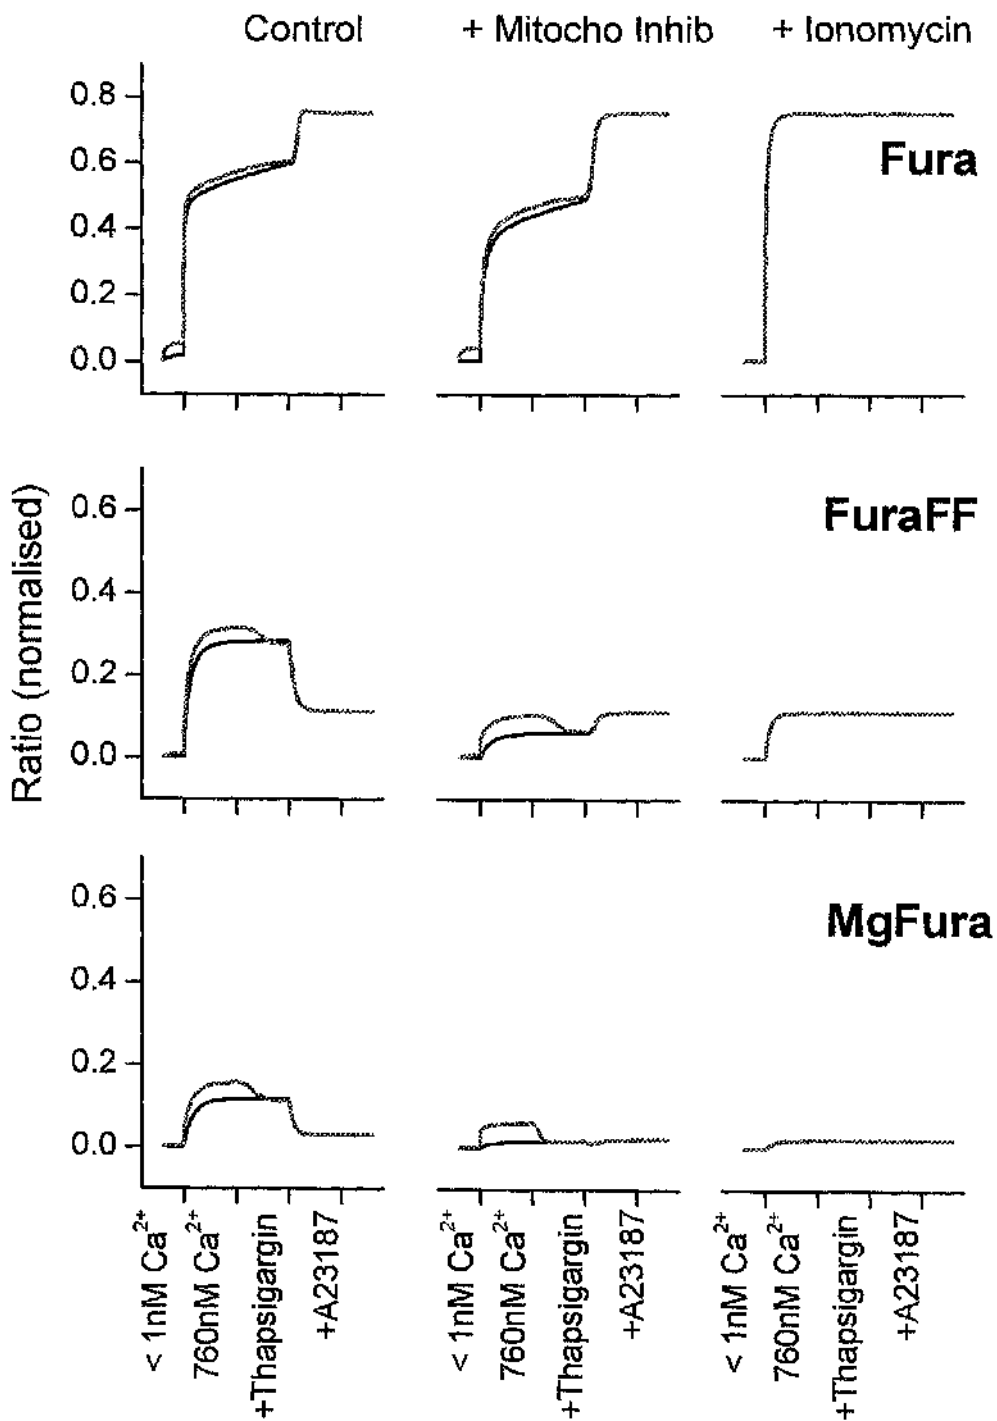 Control + Mitocho Inhib + Ionomycin
0.8
0.6
0.4
0.2
0.0
Fura
Ratio (normalised)
0.6
0.4
0.2
0.0
FuraFF
0.6
0.4
0.2
0.0
MgFura
< 1nM Ca²⁺
760nM Ca²⁺
+Thapsigargin
+A23187
< 1nM Ca²⁺
760nM Ca²⁺
+Thapsigargin
+A23187
< 1nM Ca²⁺
760nM Ca²⁺
+Thapsigargin
+A23187